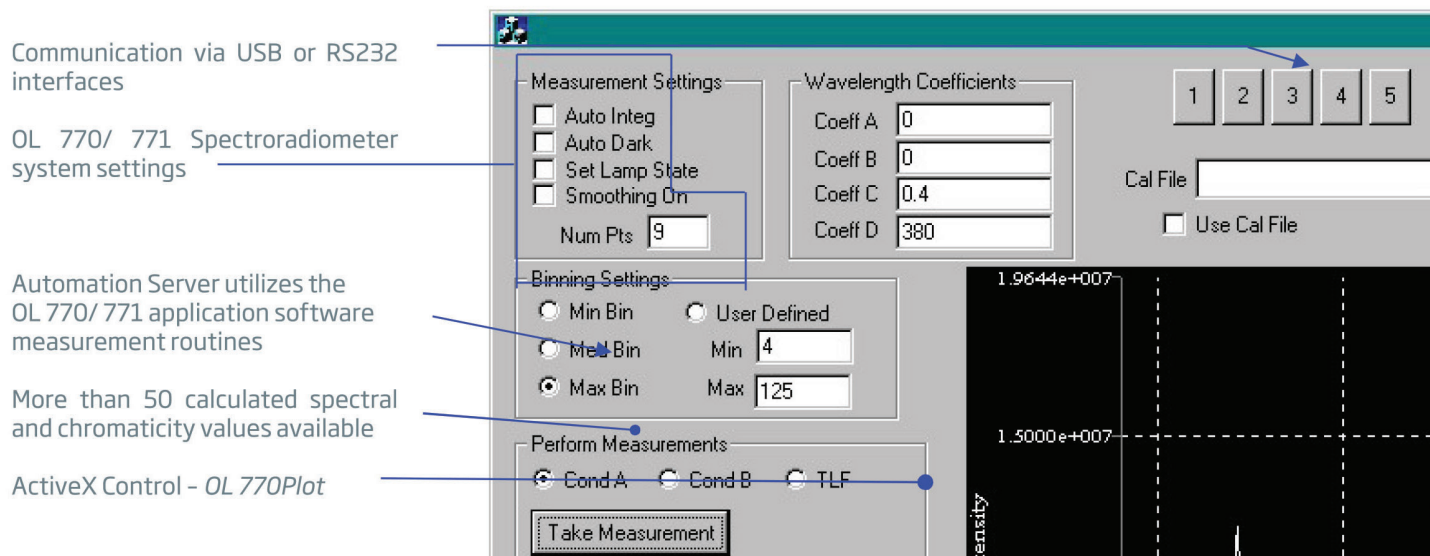 Communication via USB or RS232
interfaces
OL 770/ 771 Spectroradiometer
system settings
Automation Server utilizes the
OL 770/ 771 application software
measurement routines
More than 50 calculated spectral
and chromaticity values available
ActiveX Control – OL 770Plot
Measurement Settings
Auto Integ
Auto Dark
Set Lamp State
Smoothing On
Num Pts 9
Wavelength Coefficients
Coeff A 0
Coeff B 0
Coeff C 0.4
Coeff D 380
1 2 3 4 5
Cal File
Use Cal File
Binning Settings
Min Bin User Defined
Med Bin Min 4
Max Bin Max 125
Perform Measurements
Cond A Cond B TLF
Take Measurement
1.9644e+007
1.5000e+007